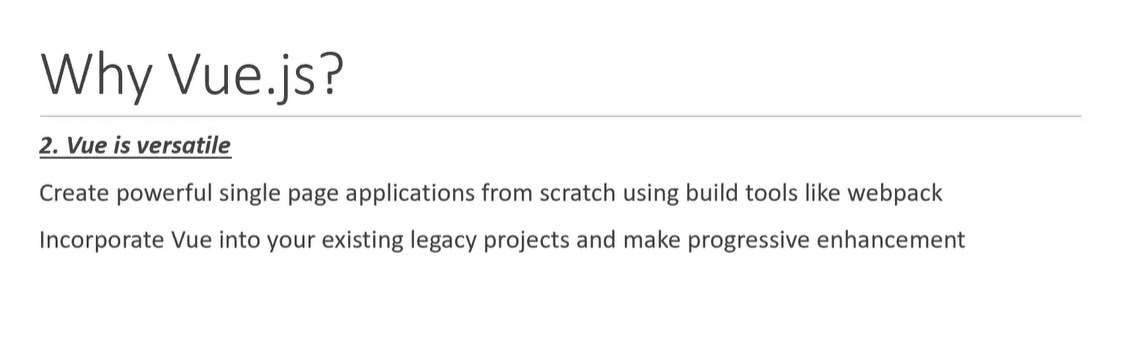 Why Vue.js?
2. Vue is versatile
Create powerful single page applications from scratch using build tools like webpack
Incorporate Vue into your existing legacy projects and make progressive enhancement